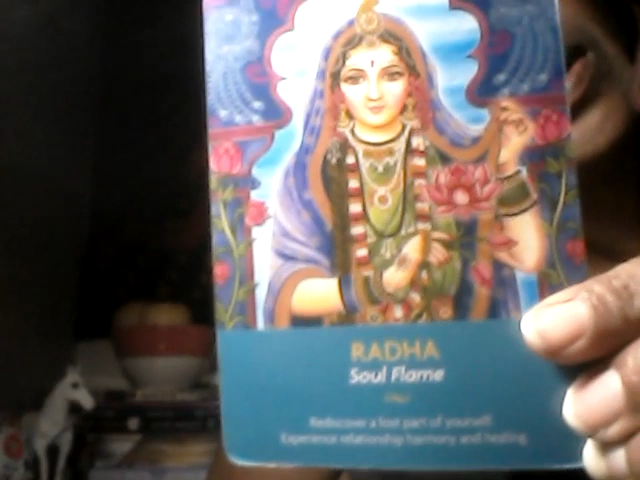 RADHA
Soul Flame
Rediscover a lost part of yourself.
Experience relationship harmony and healing.